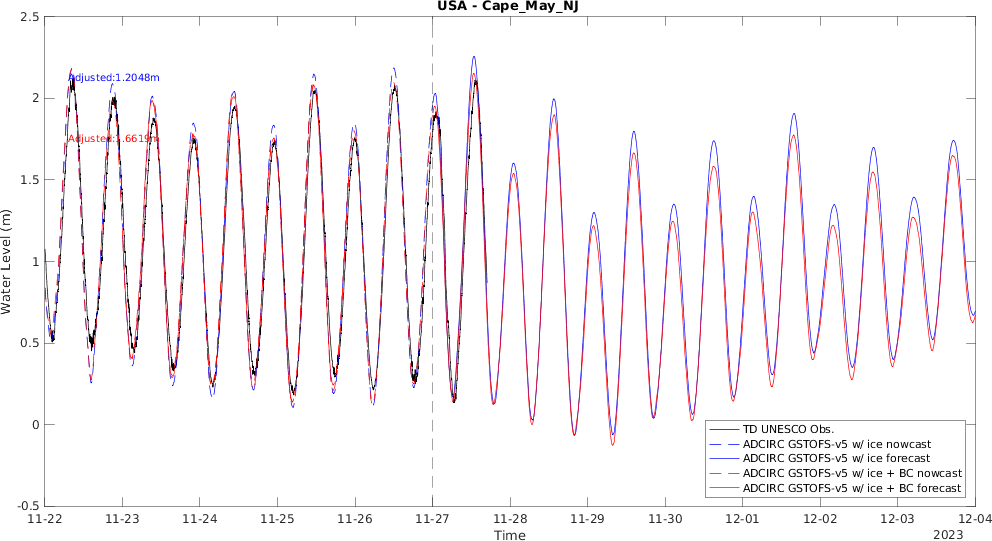 USA - Cape_May_NJ
2.5
2
1.5
1
0.5
0
-0.5
Water Level (m)
Adjusted:1.2048m
Adjusted:1.6619m
TD UNESCO Obs.
ADCIRC GSTOFS-v5 w/ ice nowcast
ADCIRC GSTOFS-v5 w/ ice forecast
ADCIRC GSTOFS-v5 w/ ice + BC nowcast
ADCIRC GSTOFS-v5 w/ ice + BC forecast
11-22 11-23 11-24 11-25 11-26 11-27 11-28 11-29 11-30 12-01 12-02 12-03 12-04
Time
2023